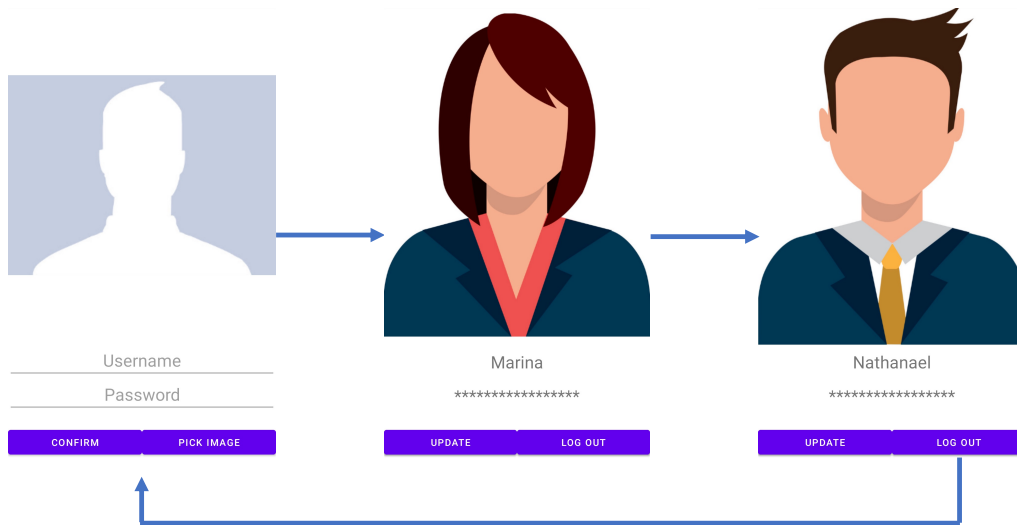 Username
Password
CONFIRM PICK IMAGE
Marina
*****************
UPDATE LOG OUT
Nathanael
*****************
UPDATE LOG OUT